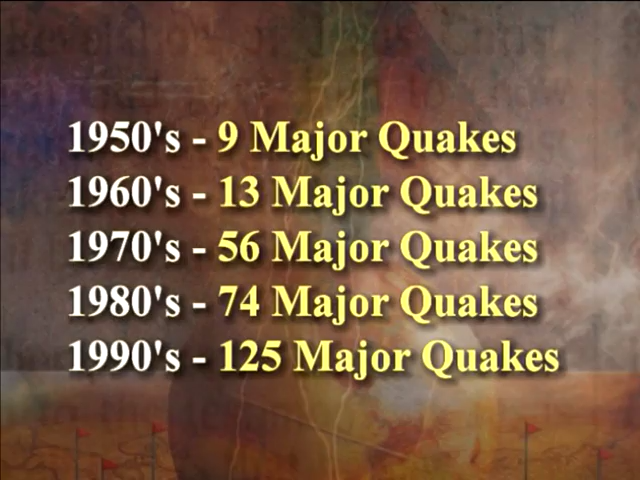 1950's - 9 Major Quakes
1960's - 13 Major Quakes
1970's - 56 Major Quakes
1980's - 74 Major Quakes
1990's - 125 Major Quakes